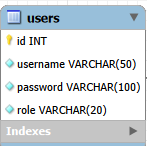 users
id INT
username VARCHAR(50)
password VARCHAR(100)
role VARCHAR(20)
Indexes